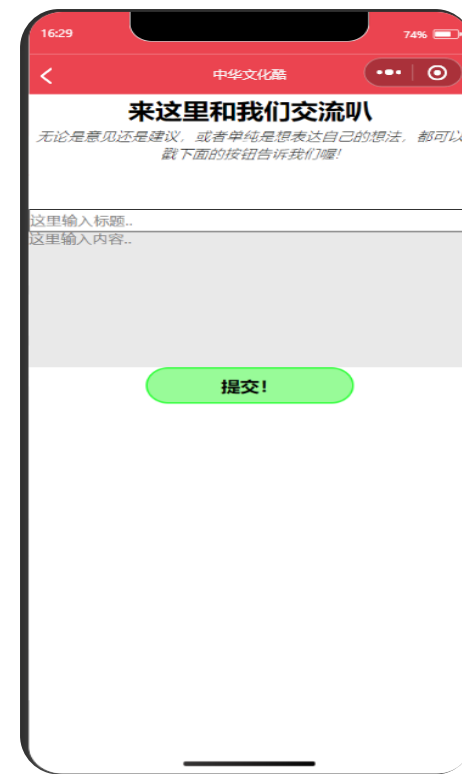 16:29
74%
中华文化酷
来这里和我们交流叭
无论是意见还是建议，或者单纯是想表达自己的想法，都可以
戳下面的按钮告诉我们喔!
这里输入标题..
这里输入内容..
提交!